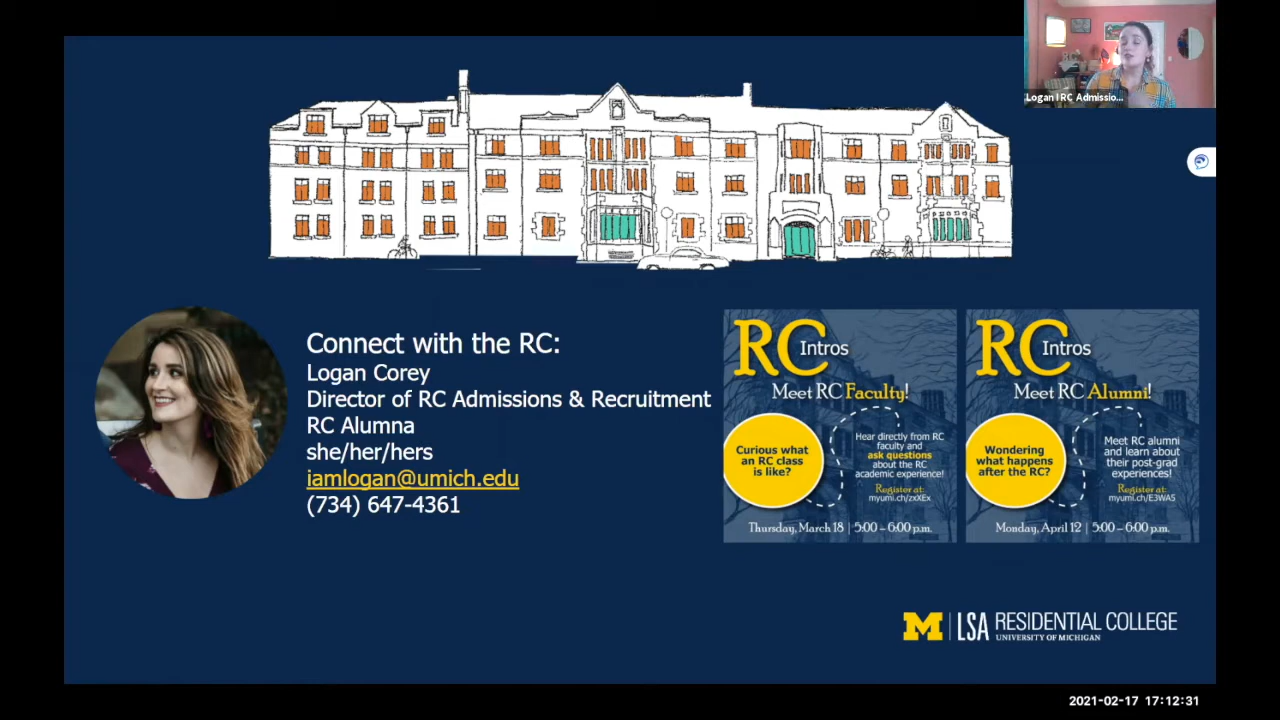 Logan I RC Admissio...
Connect with the RC:
Logan Corey
Director of RC Admissions & Recruitment
RC Alumna
she/her/hers
iamlogan@umich.edu
(734) 647-4361
RC Intros
Meet RC Faculty!
Curious what
an RC class
is like?
Hear directly from RC
faculty and
ask questions
about the RC
academic experience!
Register at:
myumi.ch/zxXEx
Thursday, March 18 | 5:00 – 6:00 p.m.
RC Intros
Meet RC Alumni!
Wondering
what happens
after the RC?
Meet RC alumni
and learn about
their post-grad
experiences!
Register at:
myumi.ch/E3WA5
Monday, April 12 | 5:00 – 6:00 p.m.
M | LSA RESIDENTIAL COLLEGE
UNIVERSITY OF MICHIGAN
2021-02-17 17:12:31